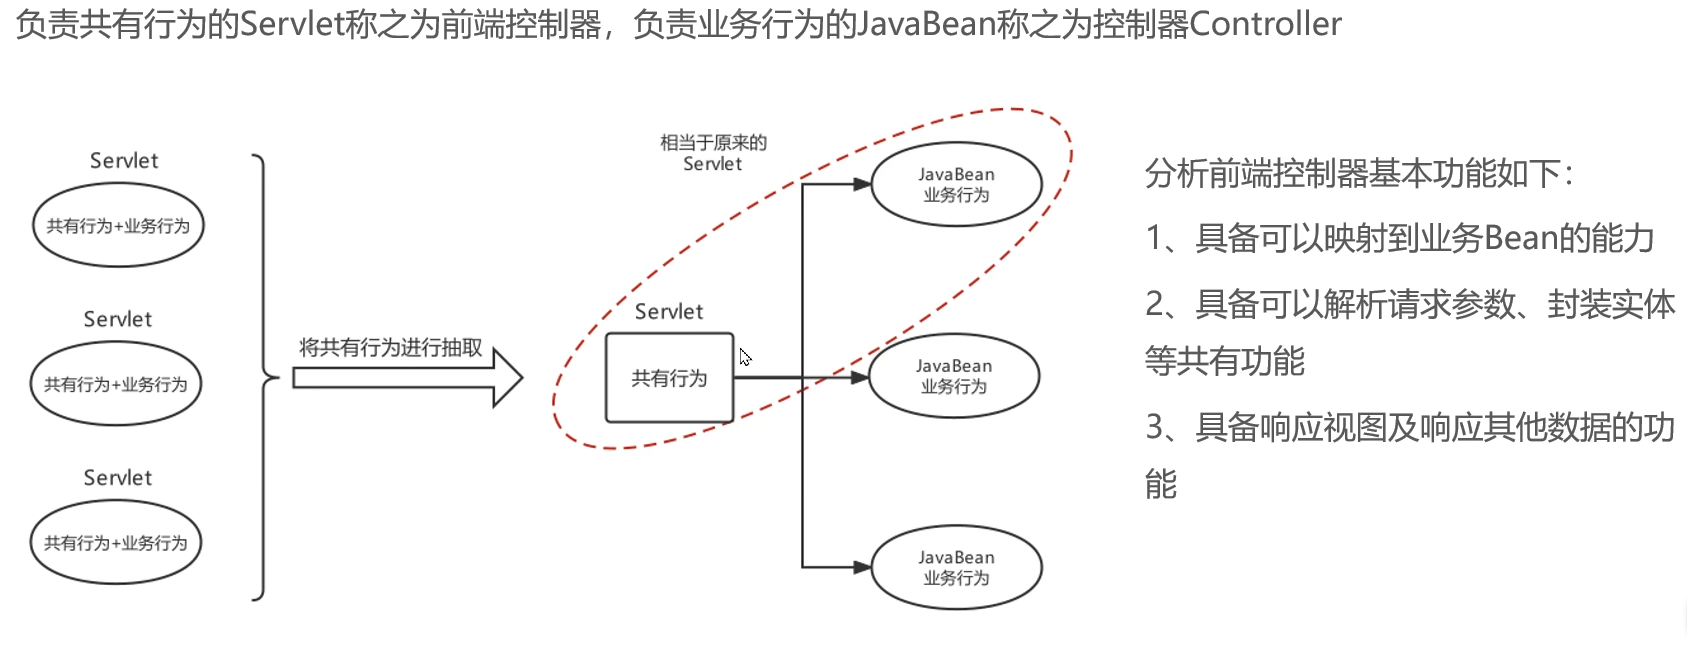 负责共有行为的Servlet称之为前端控制器，负责业务行为的JavaBean称之为控制器Controller
Servlet
共有行为+业务行为
Servlet
共有行为+业务行为
Servlet
共有行为+业务行为
将共有行为进行抽取
相当于原来的
Servlet
Servlet
共有行为
JavaBean
业务行为
JavaBean
业务行为
JavaBean
业务行为
分析前端控制器基本功能如下：
1、具备可以映射到业务Bean的能力
2、具备可以解析请求参数、封装实体
等共有功能
3、具备响应视图及响应其他数据的功
能